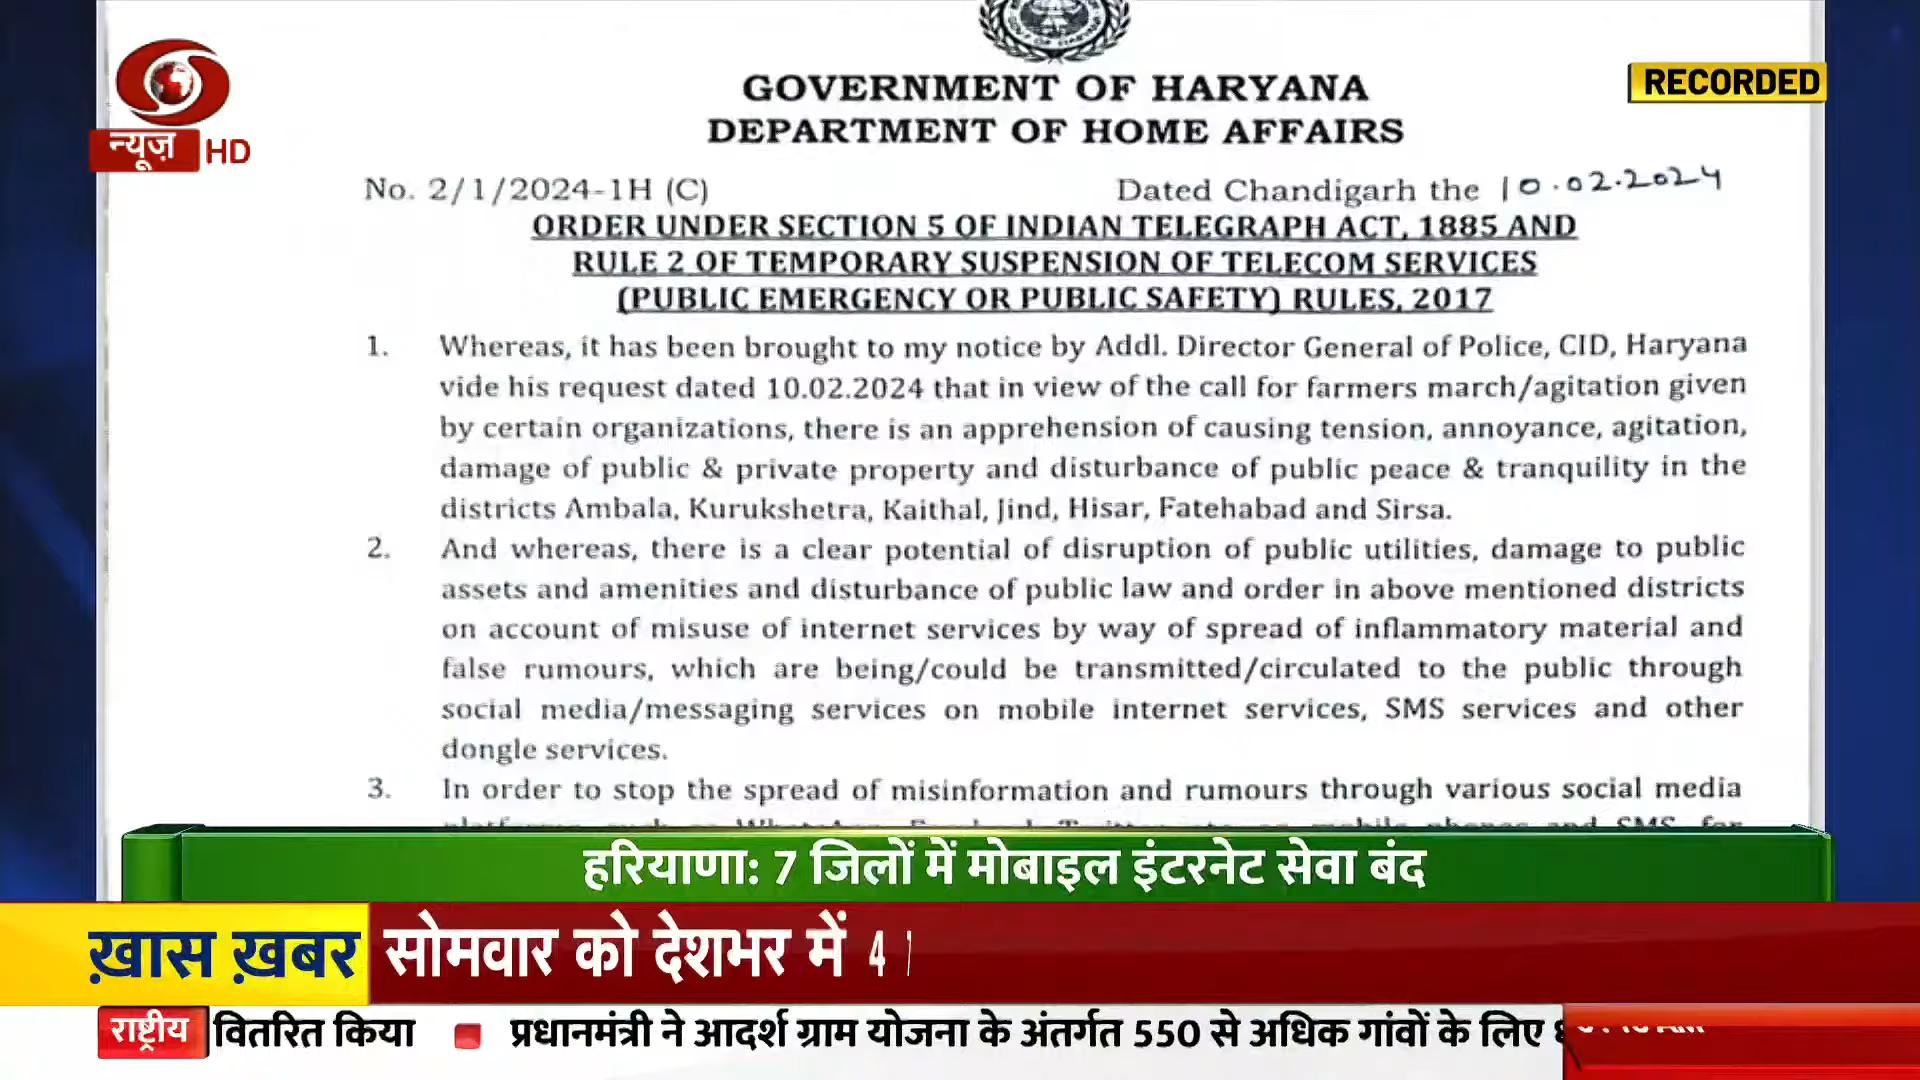 न्यूज़ HD
RECORDED
GOVERNMENT OF HARYANA
DEPARTMENT OF HOME AFFAIRS
No. 2/1/2024-1H (C) Dated Chandigarh the 10.02.2024
ORDER UNDER SECTION 5 OF INDIAN TELEGRAPH ACT, 1885 AND
RULE 2 OF TEMPORARY SUSPENSION OF TELECOM SERVICES
(PUBLIC EMERGENCY OR PUBLIC SAFETY) RULES, 2017
1. Whereas, it has been brought to my notice by Addl. Director General of Police, CID, Haryana
vide his request dated 10.02.2024 that in view of the call for farmers march/agitation given
by certain organizations, there is an apprehension of causing tension, annoyance, agitation,
damage of public & private property and disturbance of public peace & tranquility in the
districts Ambala, Kurukshetra, Kaithal, Jind, Hisar, Fatehabad and Sirsa.
2. And whereas, there is a clear potential of disruption of public utilities, damage to public
assets and amenities and disturbance of public law and order in above mentioned districts
on account of misuse of internet services by way of spread of inflammatory material and
false rumours, which are being/could be transmitted/circulated to the public through
social media/messaging services on mobile internet services, SMS services and other
dongle services.
3. In order to stop the spread of misinformation and rumours through various social media
हरियाणा: 7 जिलों में मोबाइल इंटरनेट सेवा बंद
ख़ास ख़बर सोमवार को देशभर में 4
राष्ट्रीय वितरित किया प्रधानमंत्री ने आदर्श ग्राम योजना के अंतर्गत 550 से अधिक गांवों के लिए